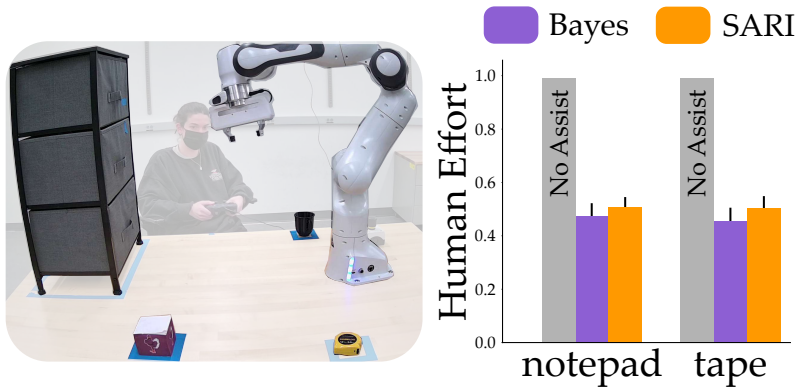 Bayes
SARI
Human Effort
1.0
0.8
0.6
0.4
0.2
0.0
No Assist
No Assist
notepad
tape